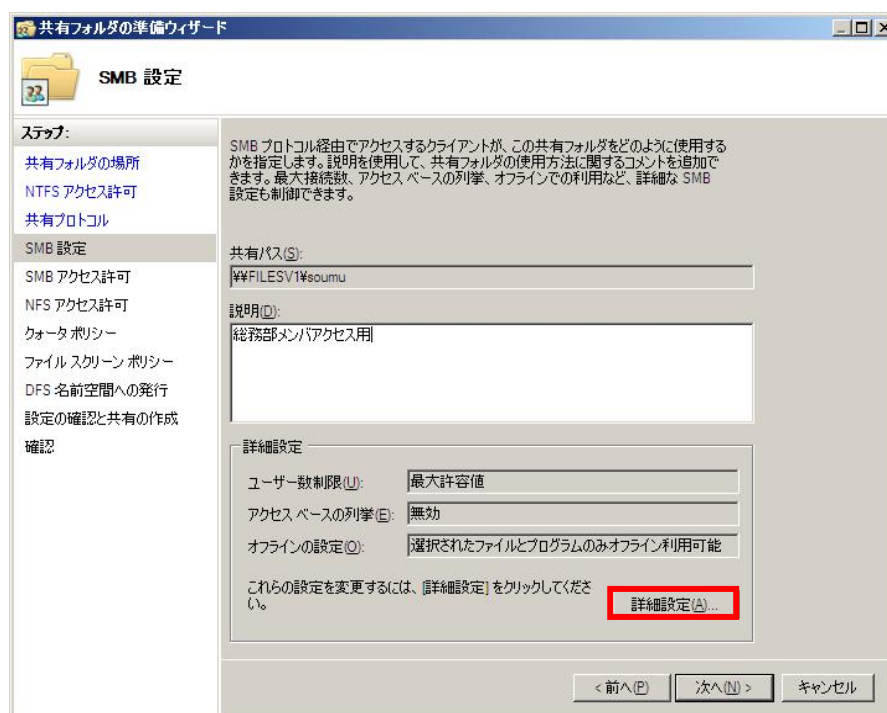 共有フォルダの準備ウィザード
SMB 設定
ステップ:
共有フォルダの場所
NTFS アクセス許可
共有プロトコル
SMB 設定
SMB アクセス許可
NFS アクセス許可
クォータ ポリシー
ファイル スクリーン ポリシー
DFS 名前空間への発行
設定の確認と共有の作成
確認
SMB プロトコル経由でアクセスするクライアントが、この共有フォルダをどのように使用する
かを指定します。説明を使用して、共有フォルダの使用方法に関するコメントを追加で
きます。最大接続数、アクセス ベースの列挙、オフラインでの利用など、詳細な SMB
設定も制御できます。
共有パス(S):
¥¥FILESV1¥soumu
説明(D):
総務部メンバアクセス用
詳細設定
ユーザー数制限(U): 最大許容値
アクセス ベースの列挙(E): 無効
オフラインの設定(O): 選択されたファイルとプログラムのみオフライン利用可能
これらの設定を変更するには、[詳細設定] をクリックしてくださ
い。
詳細設定(A)...
< 前へ(P) 次へ(N) > キャンセル